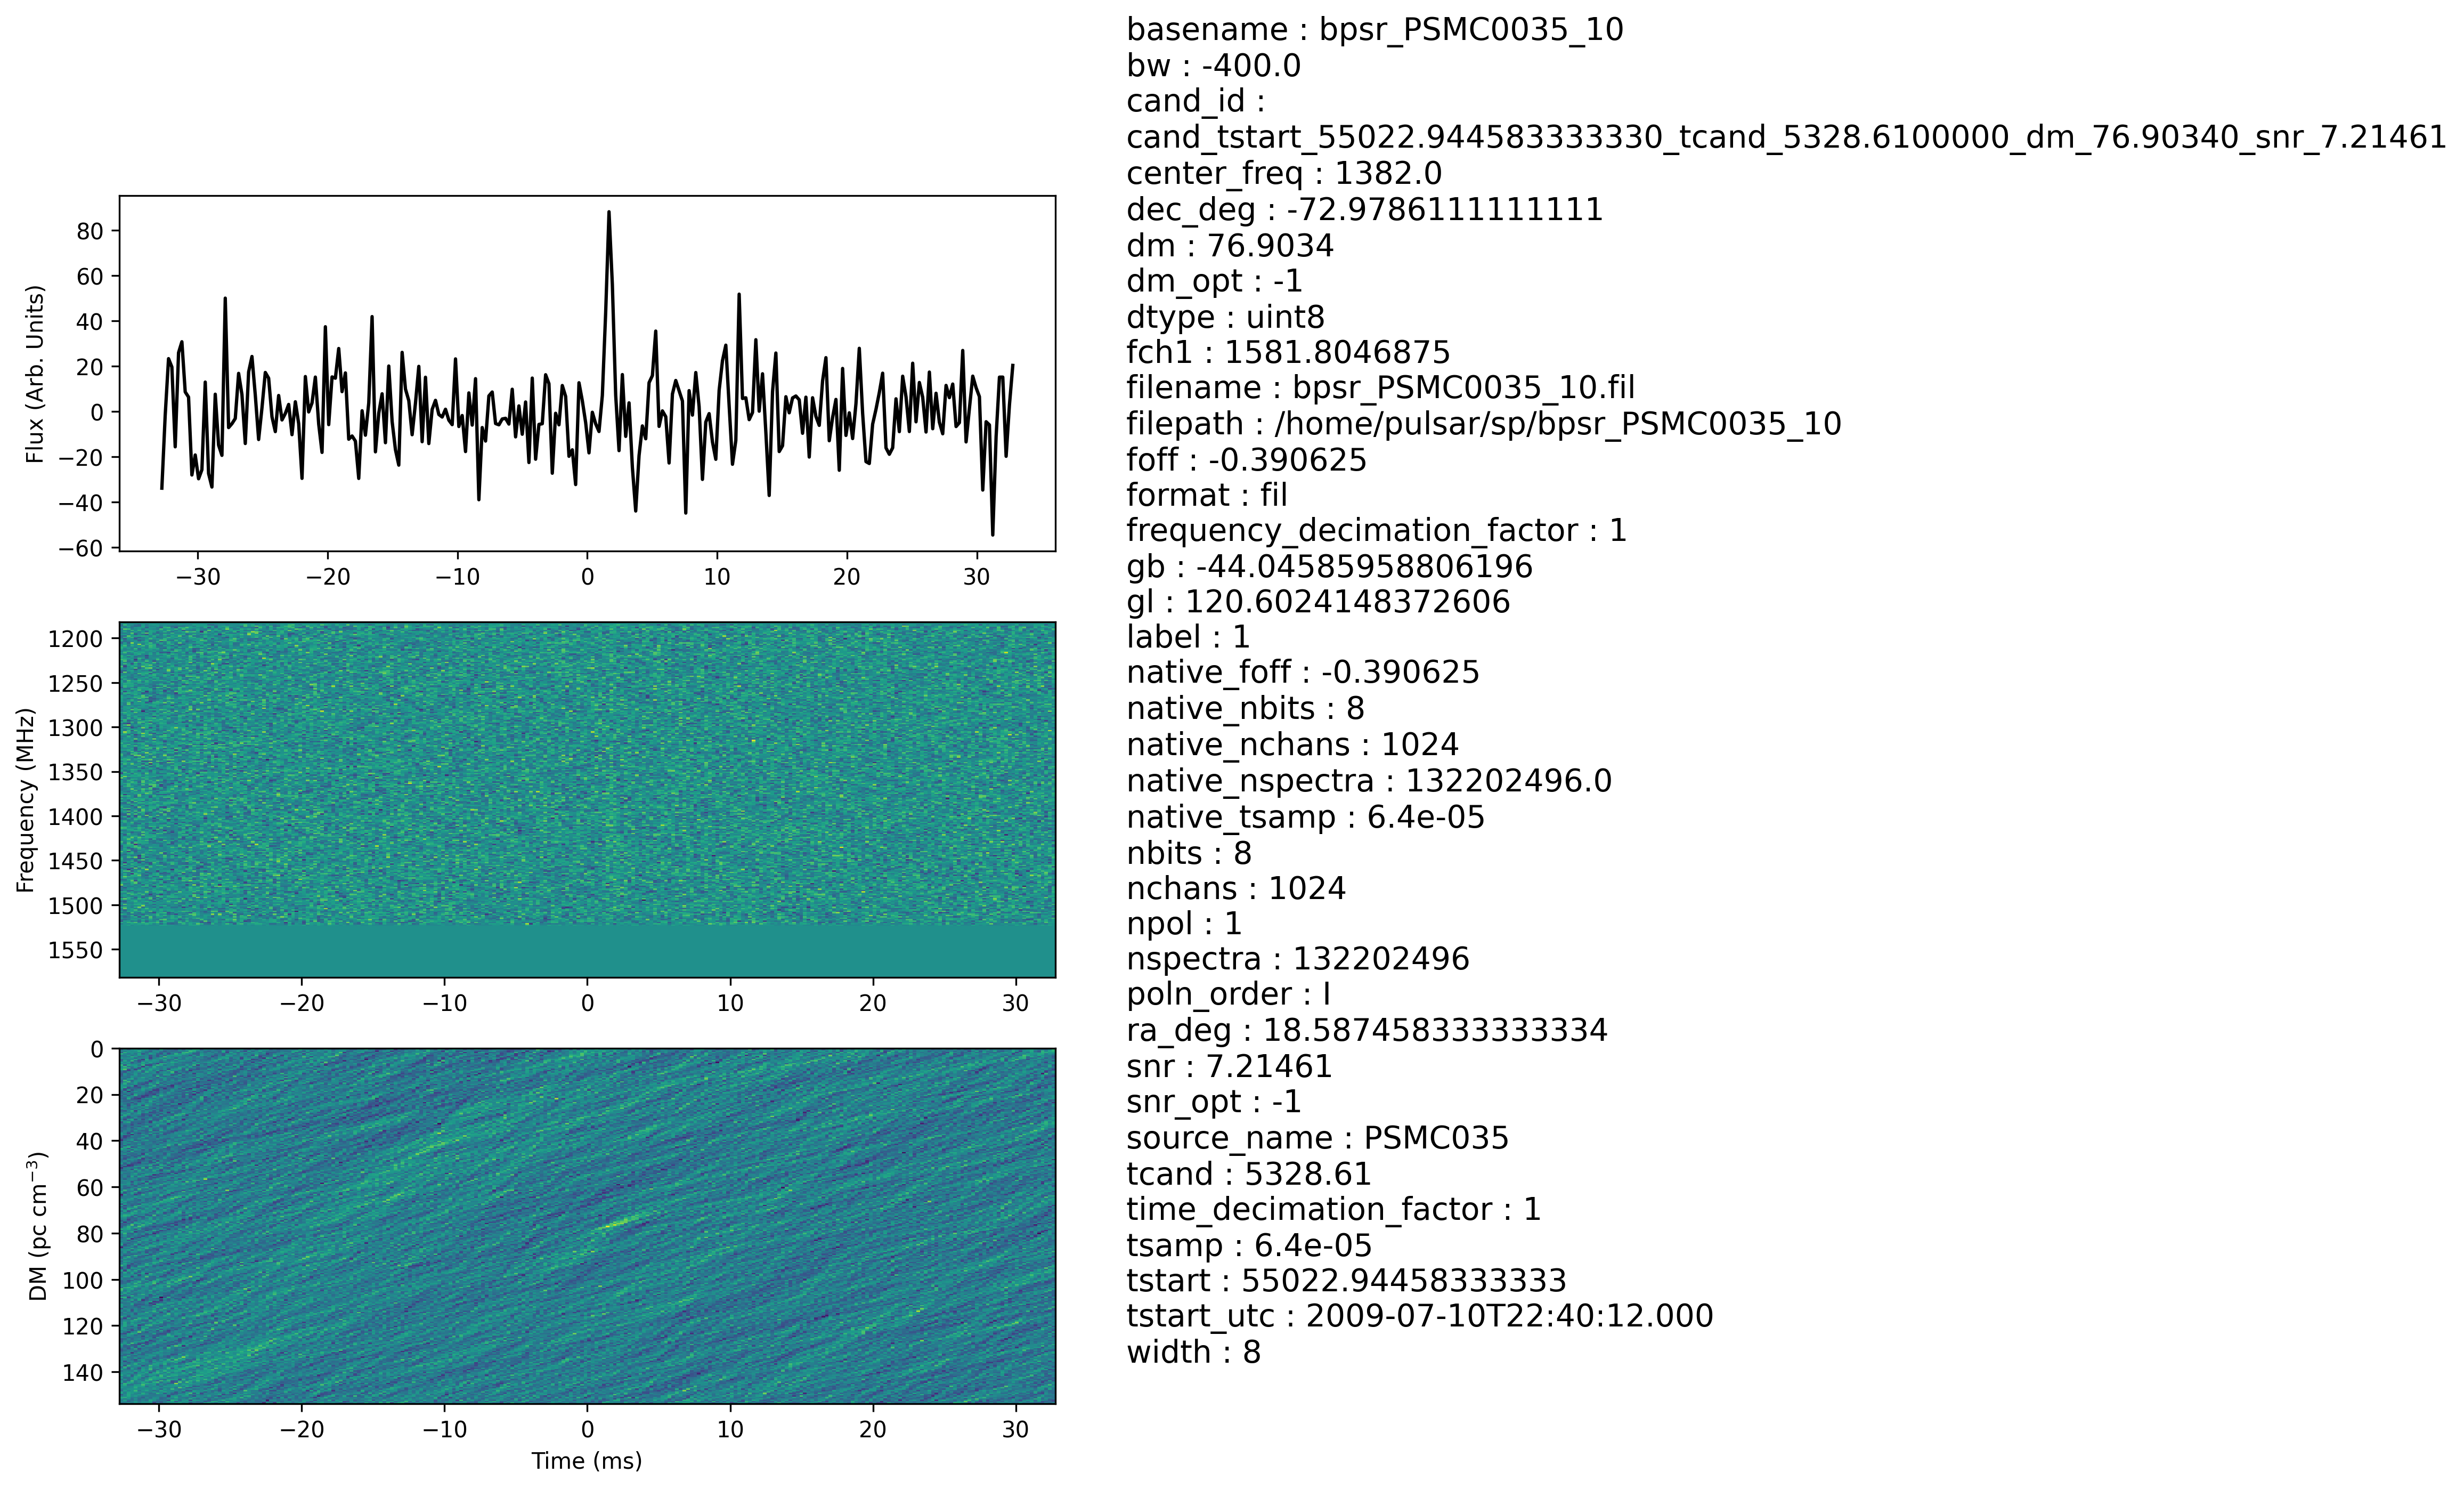 basename : bpsr_PSMC0035_10
bw : -400.0
cand_id :
cand_tstart_55022.944583333330_tcand_5328.6100000_dm_76.90340_snr_7.21461
center_freq : 1382.0
dec_deg : -72.9786111111111
dm : 76.9034
dm_opt : -1
dtype : uint8
fch1 : 1581.8046875
filename : bpsr_PSMC0035_10.fil
filepath : /home/pulsar/sp/bpsr_PSMC0035_10
foff : -0.390625
format : fil
frequency_decimation_factor : 1
gb : -44.04585958806196
gl : 120.6024148372606
label : 1
native_foff : -0.390625
native_nbits : 8
native_nchans : 1024
native_nspectra : 132202496.0
native_tsamp : 6.4e-05
nbits : 8
nchans : 1024
npol : 1
nspectra : 132202496
poln_order : I
ra_deg : 18.587458333333334
snr : 7.21461
snr_opt : -1
source_name : PSMC035
tcand : 5328.61
time_decimation_factor : 1
tsamp : 6.4e-05
tstart : 55022.94458333333
tstart_utc : 2009-07-10T22:40:12.000
width : 8
Flux (Arb. Units)
80
60
40
20
0
−20
−40
−60
−30 −20 −10 0 10 20 30
Frequency (MHz)
1200
1250
1300
1350
1400
1450
1500
1550
−30 −20 −10 0 10 20 30
DM (pc cm⁻³)
0
20
40
60
80
100
120
140
−30 −20 −10 0 10 20 30
Time (ms)